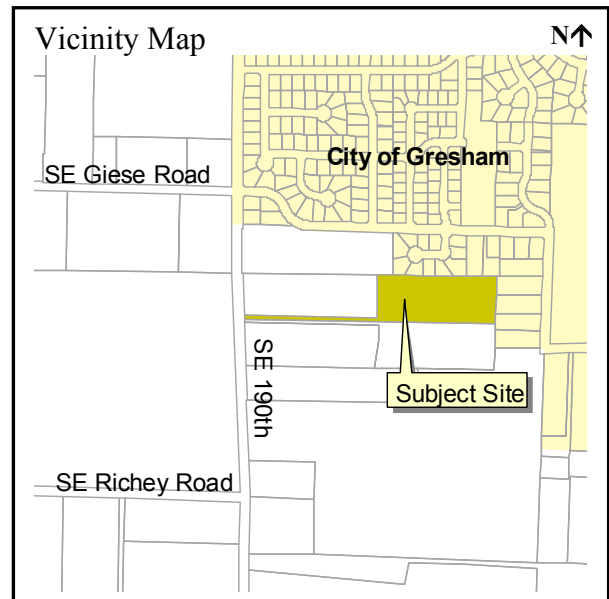 Vicinity Map
N↑
City of Gresham
SE Giese Road
SE 190th
Subject Site
SE Richey Road